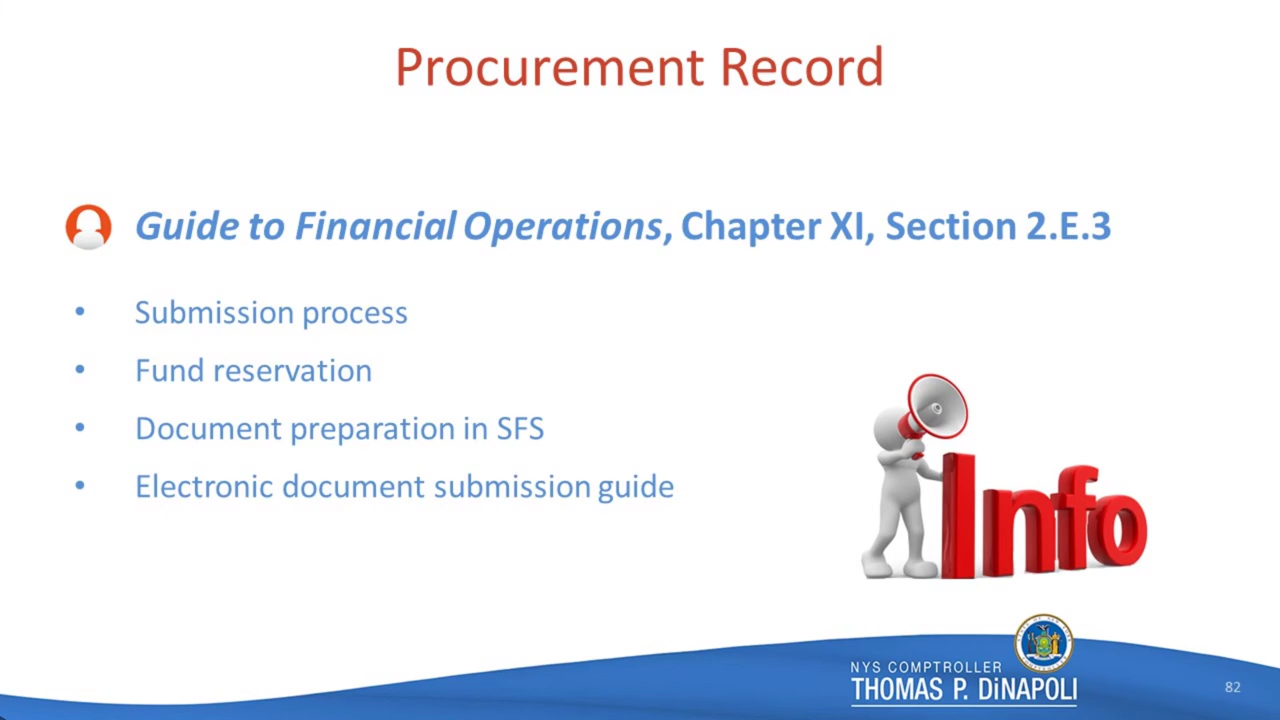 Procurement Record
Guide to Financial Operations, Chapter XI, Section 2.E.3
• Submission process
• Fund reservation
• Document preparation in SFS
• Electronic document submission guide
Info
NYS COMPTROLLER
THOMAS P. DiNAPOLI
82